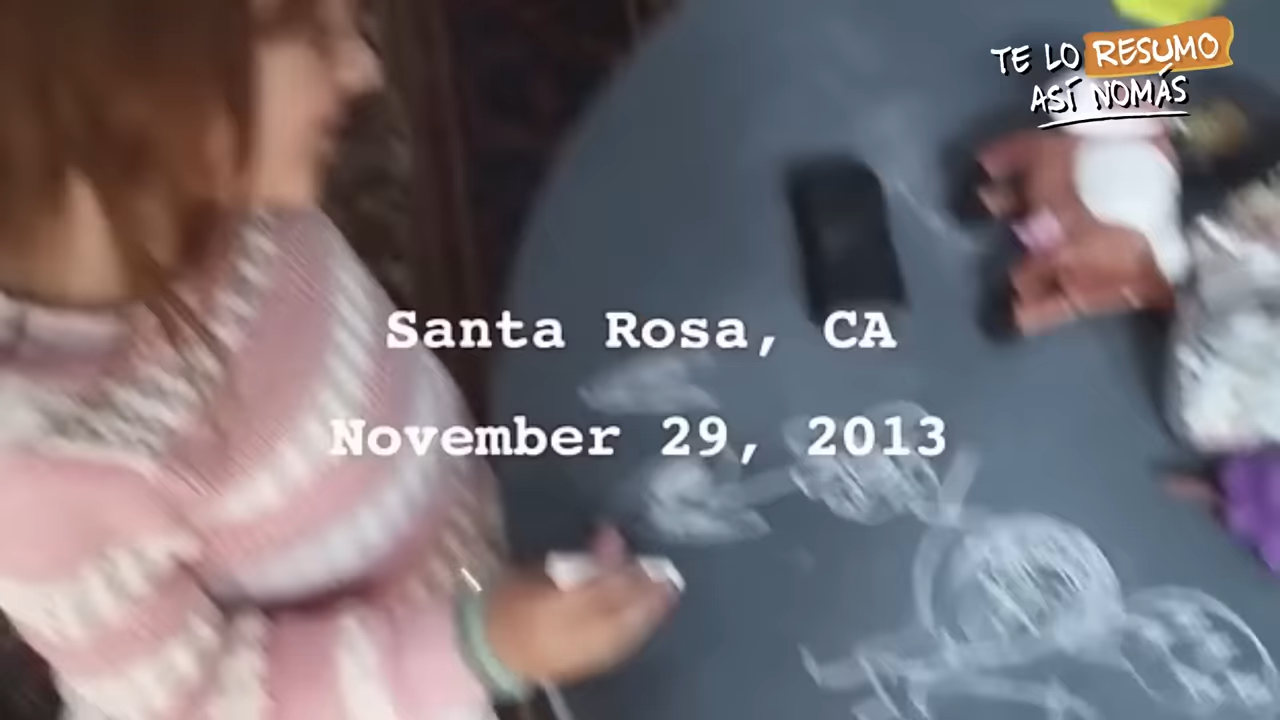 TE LO RESUMO
ASÍ NOMÁS
Santa Rosa, CA
November 29, 2013